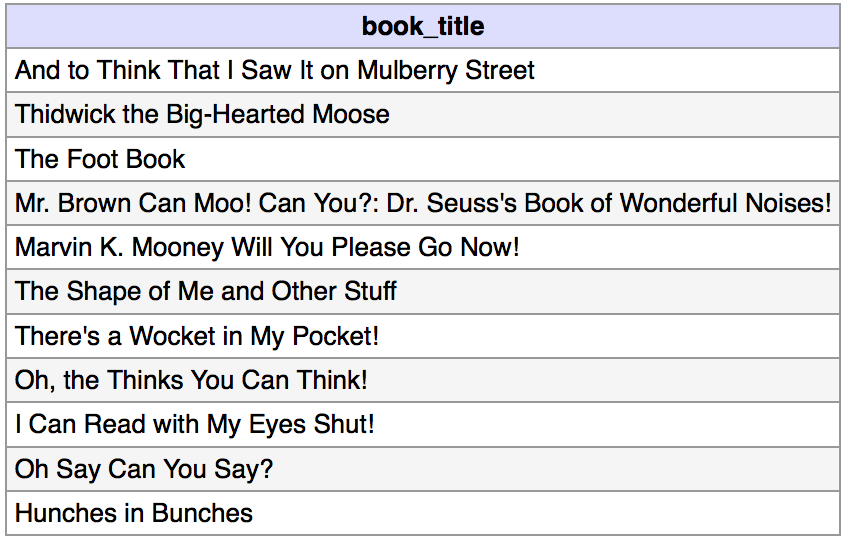 book_title
And to Think That I Saw It on Mulberry Street
Thidwick the Big-Hearted Moose
The Foot Book
Mr. Brown Can Moo! Can You?: Dr. Seuss's Book of Wonderful Noises!
Marvin K. Mooney Will You Please Go Now!
The Shape of Me and Other Stuff
There's a Wocket in My Pocket!
Oh, the Thinks You Can Think!
I Can Read with My Eyes Shut!
Oh Say Can You Say?
Hunches in Bunches